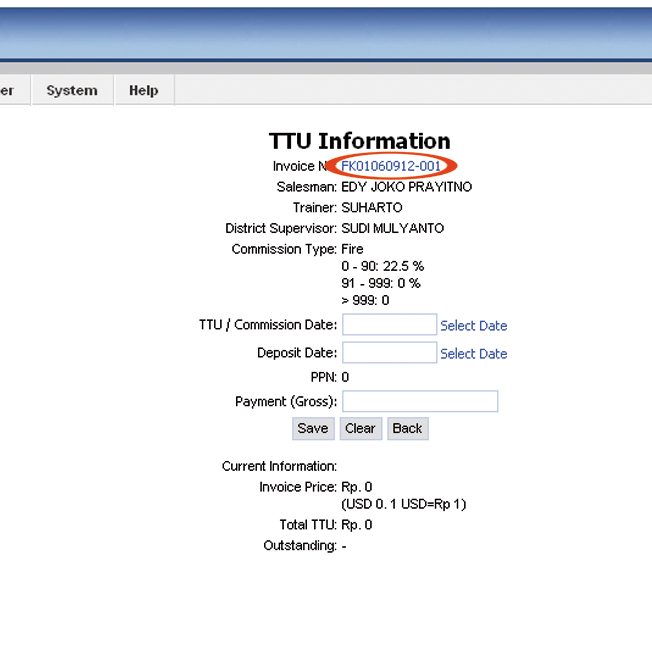 er System Help
TTU Information
Invoice N FK01060912-001
Salesman: EDY JOKO PRAYITNO
Trainer: SUHARTO
District Supervisor: SUDI MULYANTO
Commission Type: Fire
0 - 90: 22.5 %
91 - 999: 0 %
> 999: 0
TTU / Commission Date: Select Date
Deposit Date: Select Date
PPN: 0
Payment (Gross):
Save Clear Back
Current Information:
Invoice Price: Rp. 0
(USD 0. 1 USD=Rp 1)
Total TTU: Rp. 0
Outstanding: -